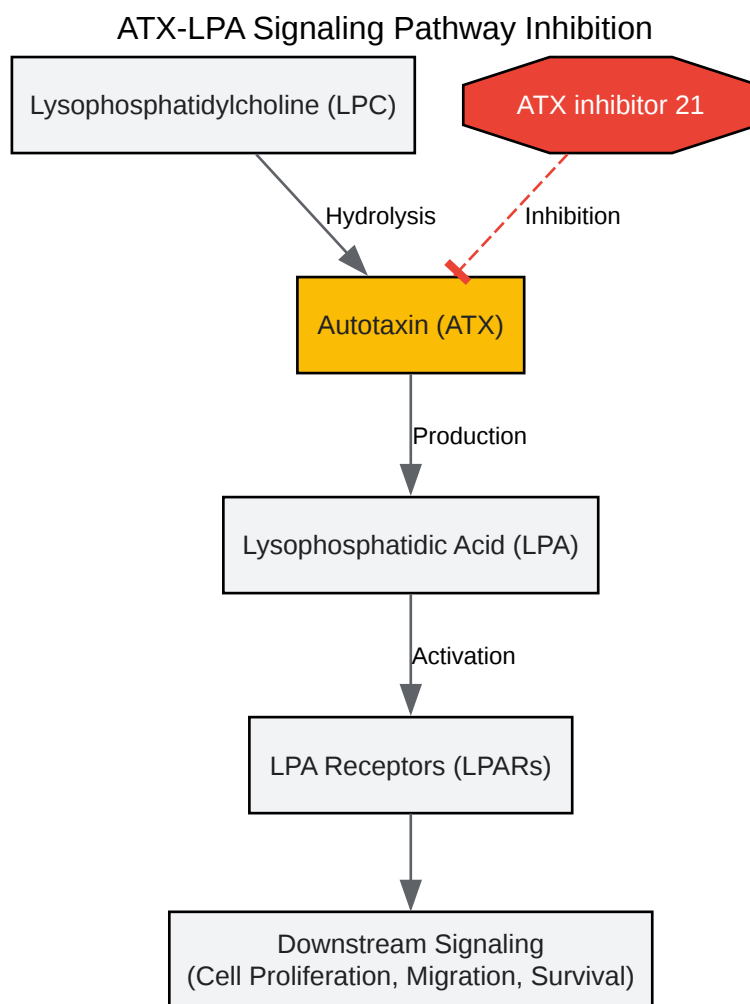 ATX-LPA Signaling Pathway Inhibition
Lysophosphatidylcholine (LPC)
ATX inhibitor 21
Hydrolysis
Inhibition
Autotaxin (ATX)
Production
Lysophosphatidic Acid (LPA)
Activation
LPA Receptors (LPARs)
Downstream Signaling
(Cell Proliferation, Migration, Survival)